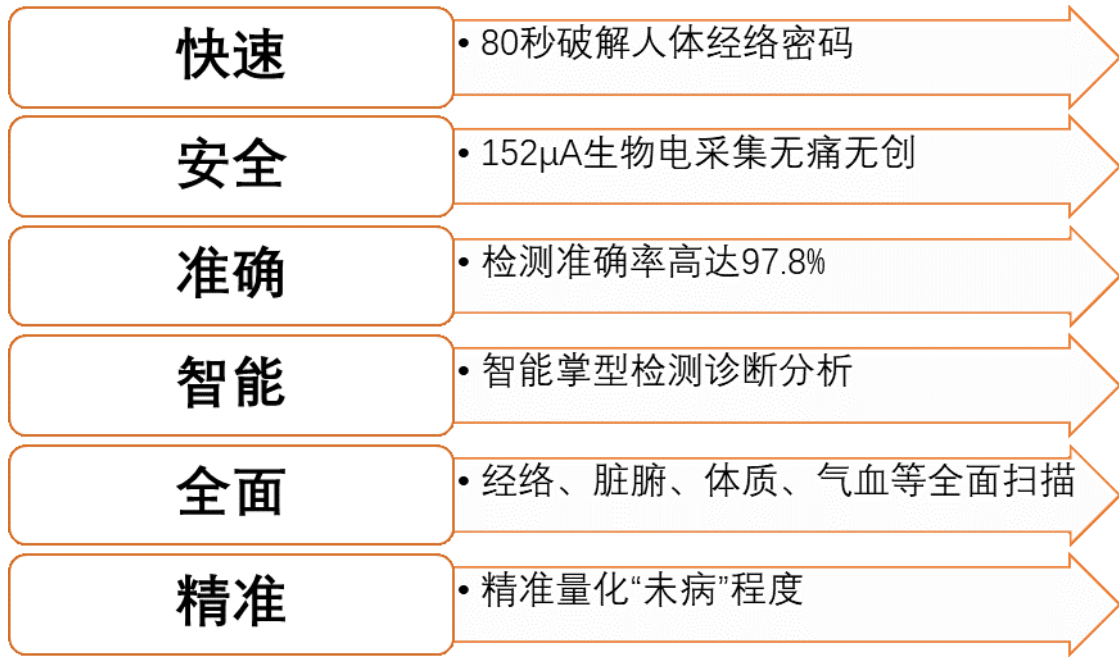 快速
• 80秒破解人体经络密码
安全
• 152μA生物电采集无痛无创
准确
• 检测准确率高达97.8%
智能
• 智能掌型检测诊断分析
全面
• 经络、脏腑、体质、气血等全面扫描
精准
• 精准量化“未病”程度